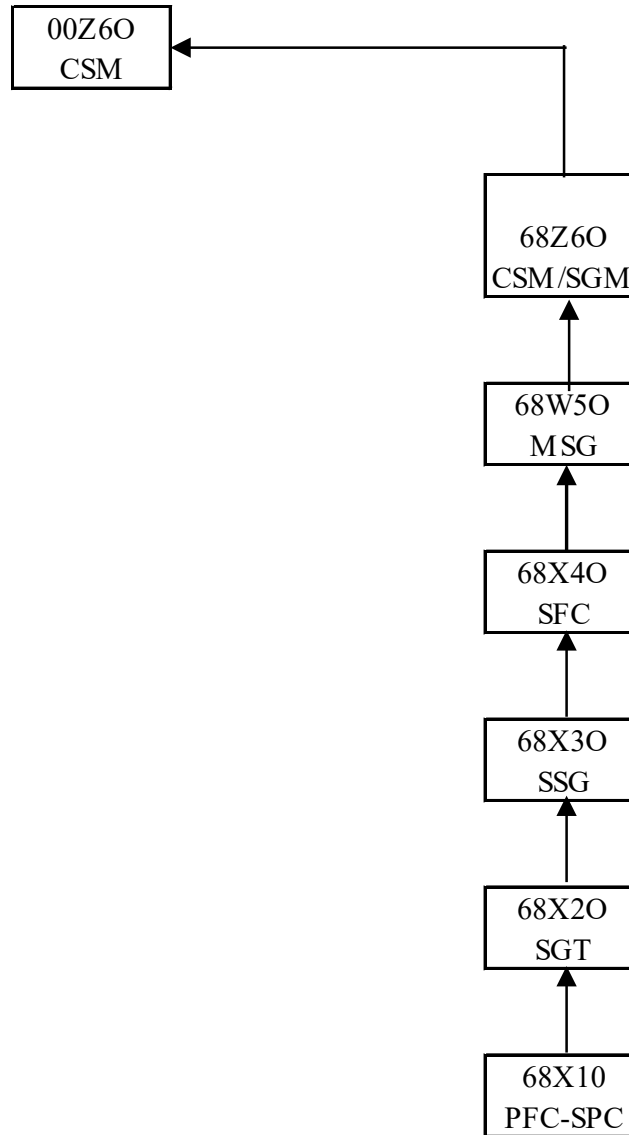 00Z6O
CSM
68Z6O
CSM/SGM
68W5O
MSG
68X4O
SFC
68X3O
SSG
68X2O
SGT
68X10
PFC-SPC